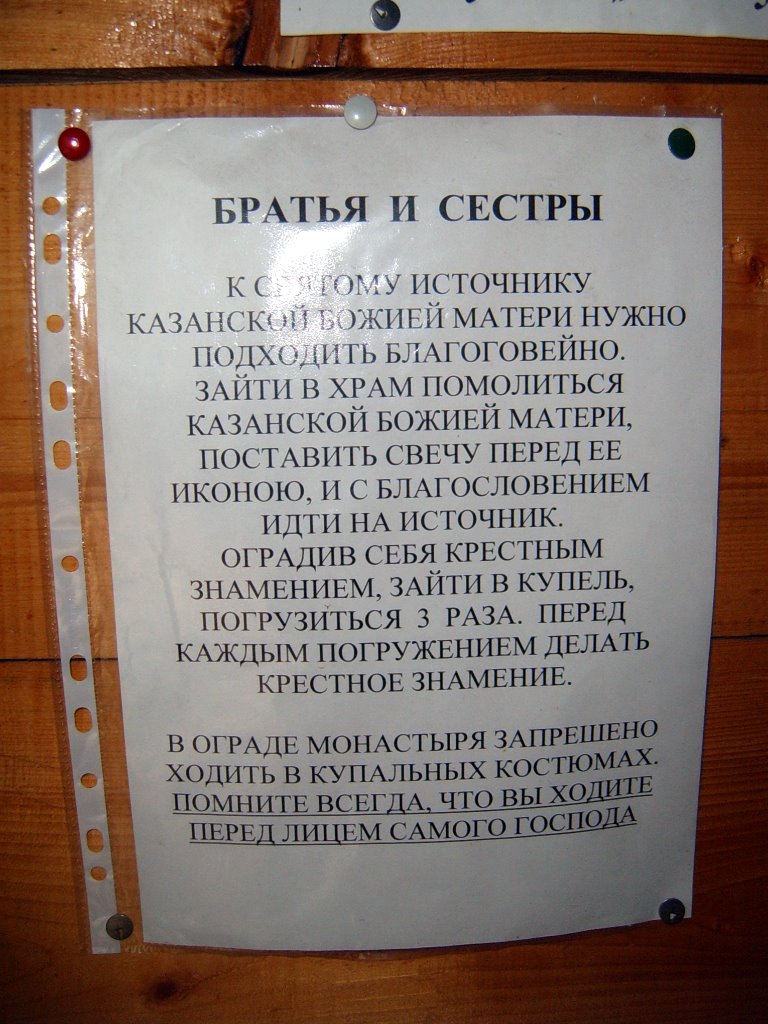 БРАТЬЯ И СЕСТРЫ
К СВЯТОМУ ИСТОЧНИКУ
КАЗАНСКОЙ БОЖИЕЙ МАТЕРИ НУЖНО
ПОДХОДИТЬ БЛАГОГОВЕЙНО.
ЗАЙТИ В ХРАМ ПОМОЛИТЬСЯ
КАЗАНСКОЙ БОЖИЕЙ МАТЕРИ,
ПОСТАВИТЬ СВЕЧУ ПЕРЕД ЕЕ
ИКОНОЮ, И С БЛАГОСЛОВЕНИЕМ
ИДТИ НА ИСТОЧНИК.
ОГРАДИВ СЕБЯ КРЕСТНЫМ
ЗНАМЕНИЕМ, ЗАЙТИ В КУПЕЛЬ,
ПОГРУЗИТЬСЯ 3 РАЗА. ПЕРЕД
КАЖДЫМ ПОГРУЖЕНИЕМ ДЕЛАТЬ
КРЕСТНОЕ ЗНАМЕНИЕ.
В ОГРАДЕ МОНАСТЫРЯ ЗАПРЕШЕНО
ХОДИТЬ В КУПАЛЬНЫХ КОСТЮМАХ.
ПОМНИТЕ ВСЕГДА, ЧТО ВЫ ХОДИТЕ
ПЕРЕД ЛИЦЕМ САМОГО ГОСПОДА